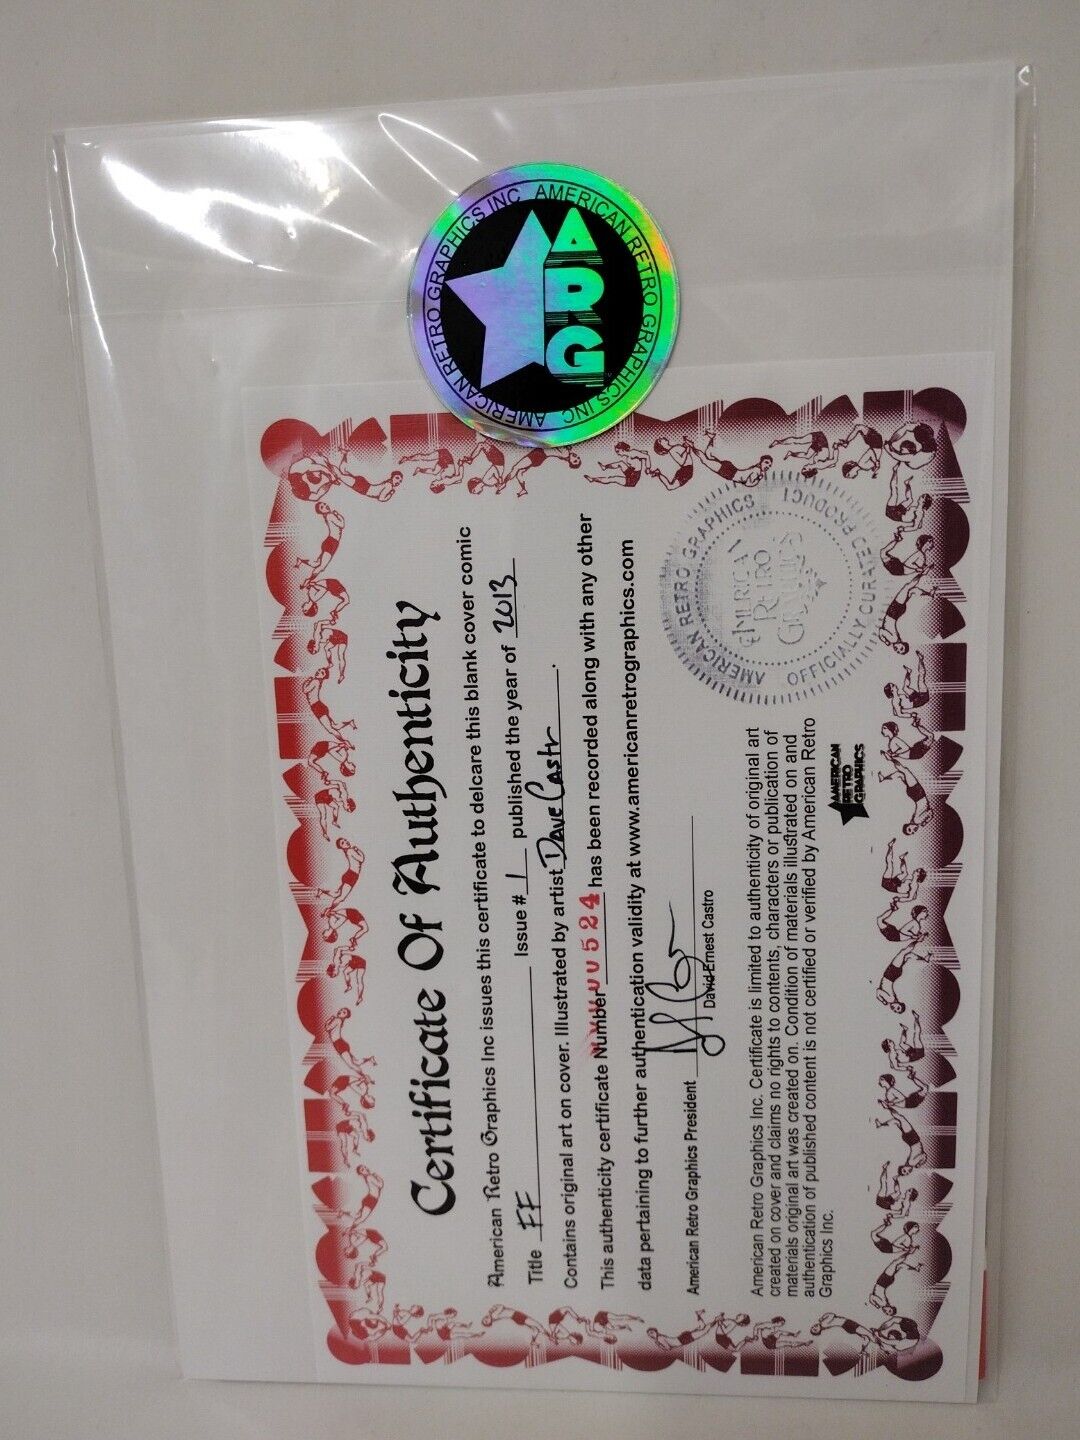 AMERICAN RETRO GRAPHICS INC AMERICAN RETRO GRAPHICS INC
ARG
Certificate Of Authenticity
American Retro Graphics Inc issues this certificate to delcare this blank cover comic
Title FF Issue # 1 published the year of 2013
Contains original art on cover. Illustrated by artist Dave Castr.
This authenticity certificate Number 00524 has been recorded along with any other
data pertaining to further authentication validity at www.americanretrographics.com
American Retro Graphics President
David Ernest Castro
AMERICAN RETRO GRAPHICS
OFFICIALLY CURATED PRODUCT
AMERICAN
RETRO
American Retro Graphics Inc. Certificate is limited to authenticity of original art
created on cover and claims no rights to contents, characters or publication of
materials original art was created on. Condition of materials illustrated on and
authentication of published content is not certified or verified by American Retro
Graphics Inc.
AMERICAN
RETRO
GRAPHICS